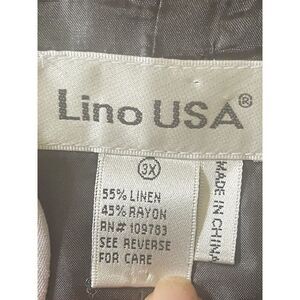 Lino USA®
3X
55% LINEN
45% RAYON
RN# 109783
SEE REVERSE
FOR CARE
MADE IN CHINA